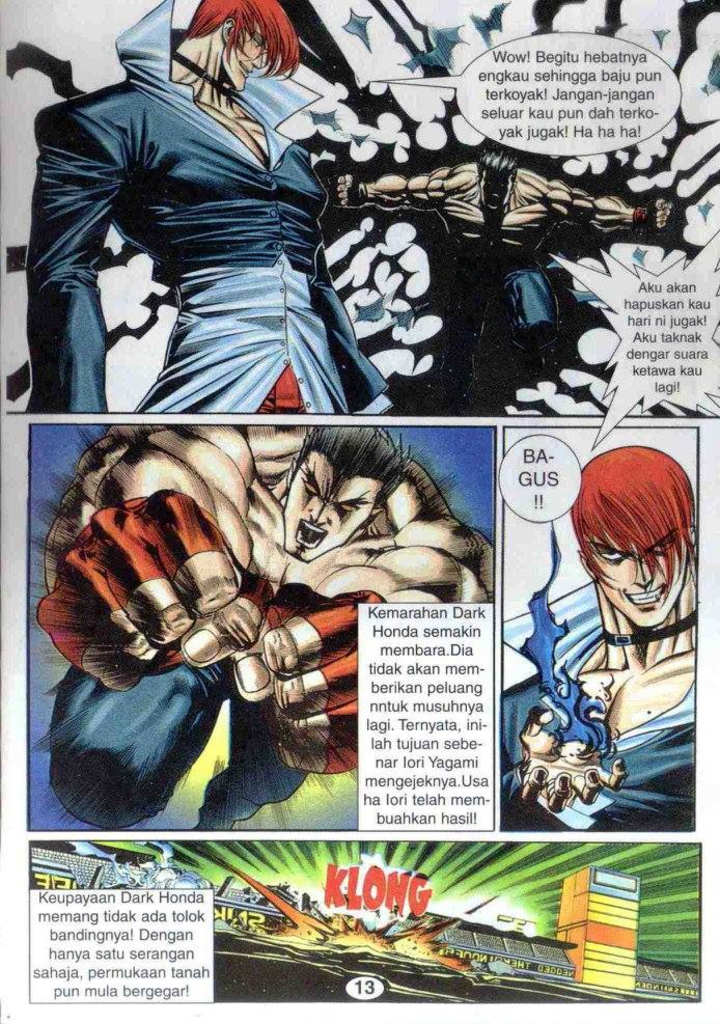 Wow! Begitu hebatnya
engkau sehingga baju pun
terkoyak! Jangan-jangan
seluar kau pun dah terko-
yak jugak! Ha ha ha!
Aku akan
hapuskan kau
hari ni jugak!
Aku taknak
dengar suara
ketawa kau
lagi!
Kemarahan Dark
Honda semakin
membara.Dia
tidak akan mem-
berikan peluang
nntuk musuhnya
lagi. Ternyata, ini-
lah tujuan sebe-
nar Iori Yagami
mengejeknya.Usa
ha Iori telah mem-
buahkan hasil!
BA-
GUS
!!
Keupayaan Dark Honda
memang tidak ada tolok
bandingnya! Dengan
hanya satu serangan
sahaja, permukaan tanah
pun mula bergegar!
KLONG
13